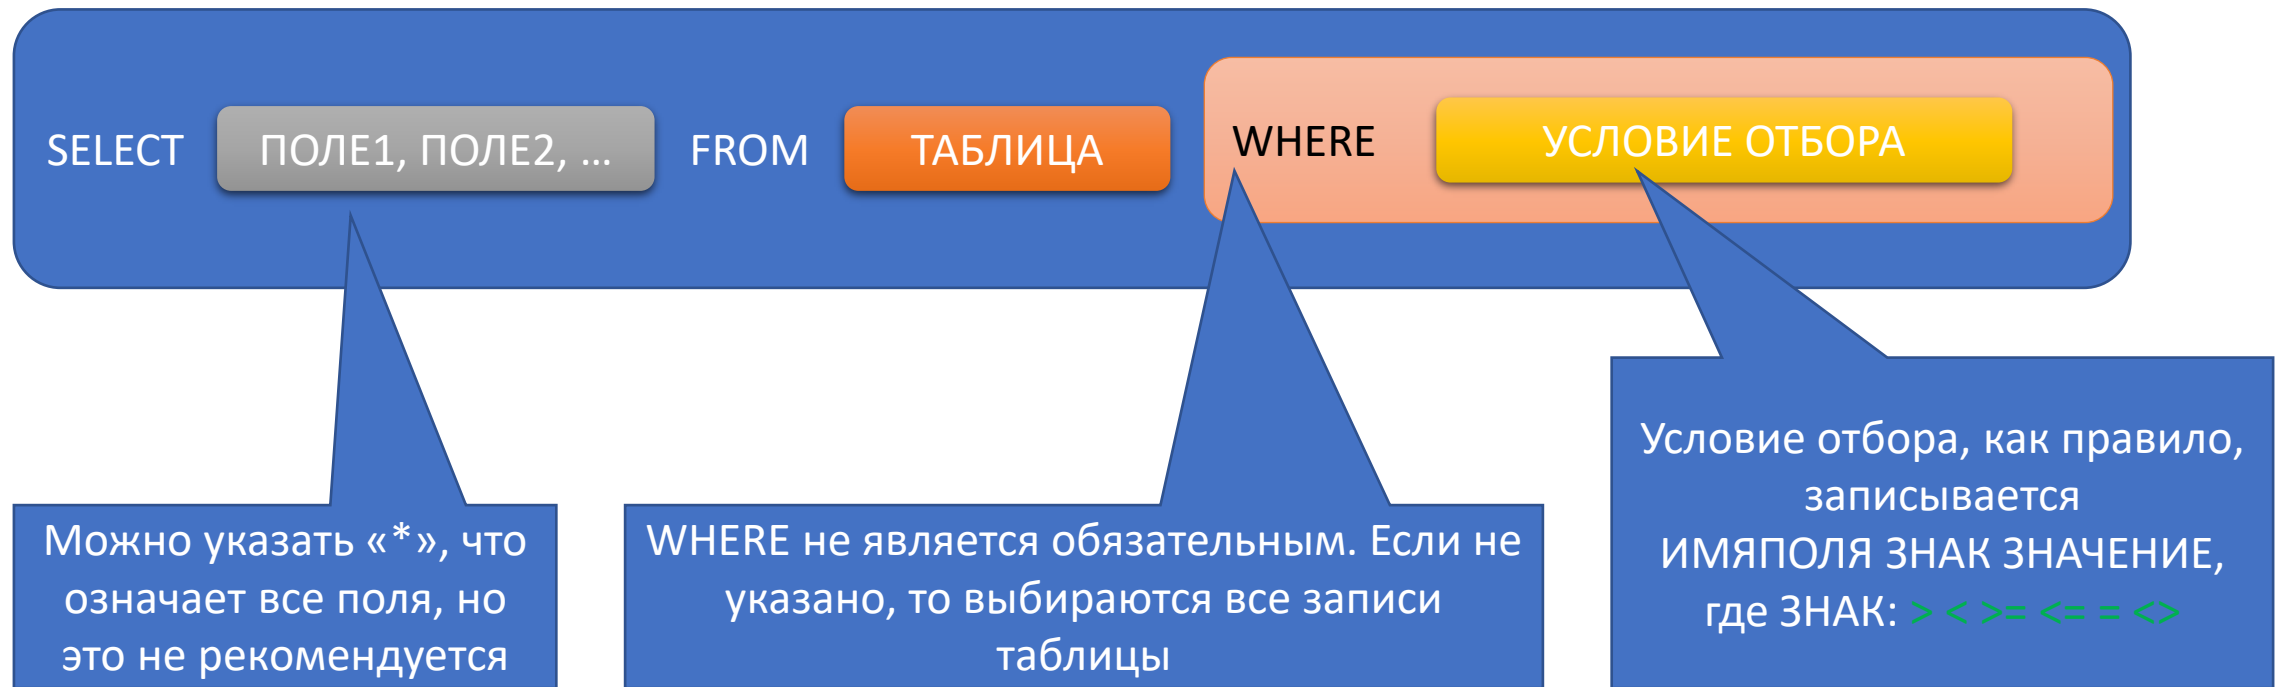 SELECT ПОЛЕ1, ПОЛЕ2, ... FROM ТАБЛИЦА WHERE УСЛОВИЕ ОТБОРА
Можно указать «*», что
означает все поля, но
это не рекомендуется
WHERE не является обязательным. Если не
указано, то выбираются все записи
таблицы
Условие отбора, как правило,
записывается
ИМЯПОЛЯ ЗНАК ЗНАЧЕНИЕ,
где ЗНАК: > < >= <= = <>